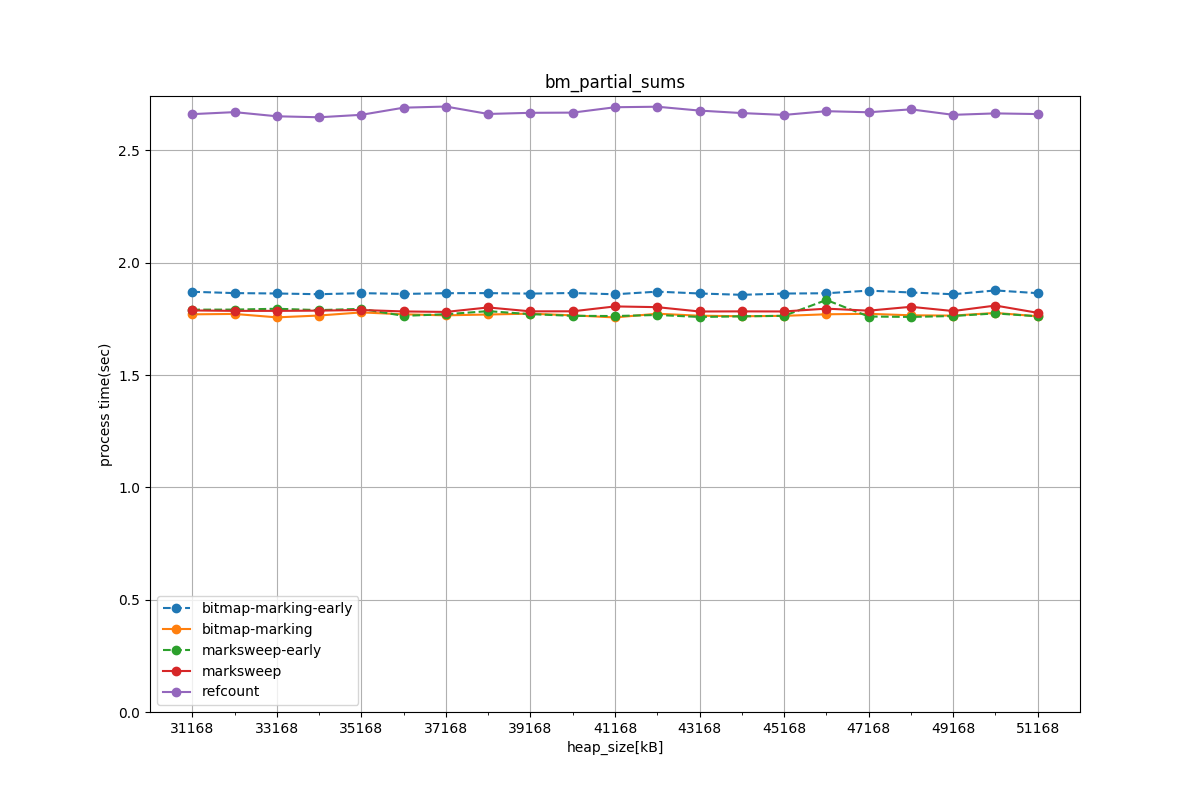 bm_partial_sums
2.5
2.0
1.5
1.0
0.5
0.0
process time(sec)
bitmap-marking-early
bitmap-marking
marksweep-early
marksweep
refcount
31168 33168 35168 37168 39168 41168 43168 45168 47168 49168 51168
heap_size[kB]